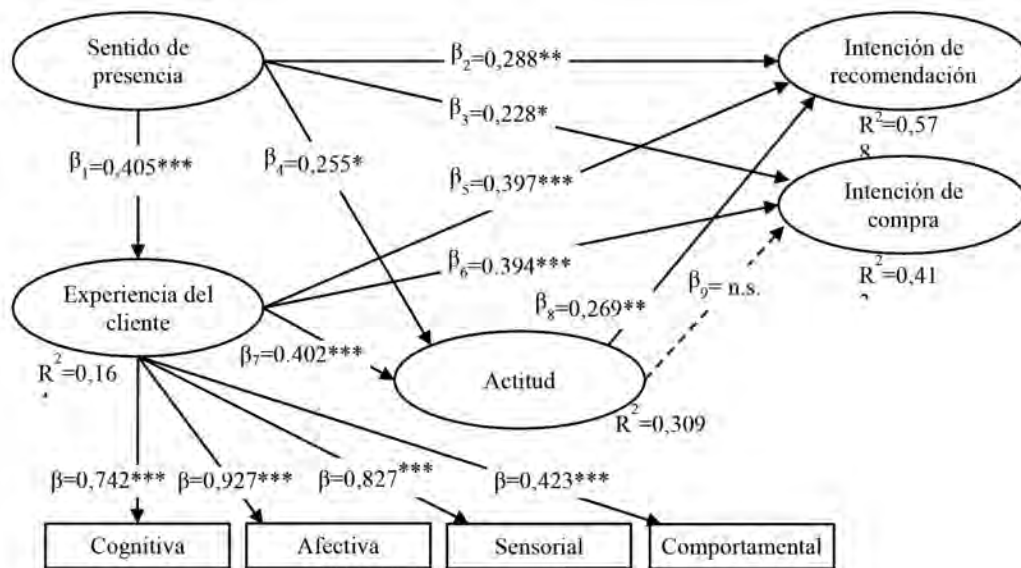 Sentido de
presencia
Intención de
recomendación
β2=0,288**
β3=0,228*
R2=0,57
8
β1=0,405***
β4=0,255*
β5=0,397***
Intención de
compra
β6=0.394***
R2=0,41
Experiencia del
cliente
β9= n.s.
β8=0,269**
β7=0.402***
R2=0,16
Actitud
R2=0,309
β=0,742***
β=0,927***
β=0,827***
β=0,423***
Cognitiva
Afectiva
Sensorial
Comportamental